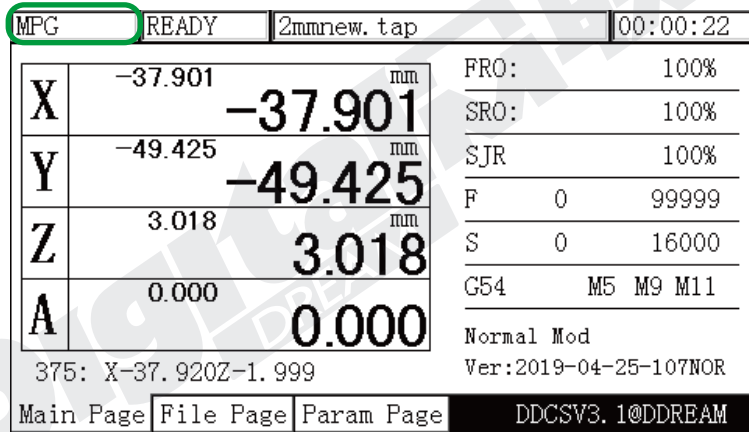 MPG READY 2mmnew.tap 00:00:22
X -37.901 mm -37.901
Y -49.425 mm -49.425
Z 3.018 mm 3.018
A 0.000 0.000
375: X-37.920Z-1.999
FRO: 100%
SRO: 100%
SJR 100%
F 0 99999
S 0 16000
G54 M5 M9 M11
Normal Mod
Ver:2019-04-25-107NOR
Main Page File Page Param Page DDCSV3.1@DDREAM